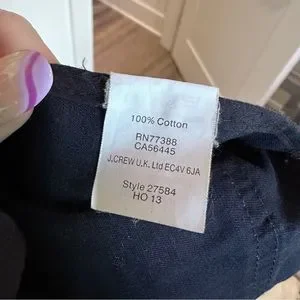 100% Cotton
RN77388
CA56445
J.CREW U.K. Ltd EC4V 6JA
Style 27584
HO 13